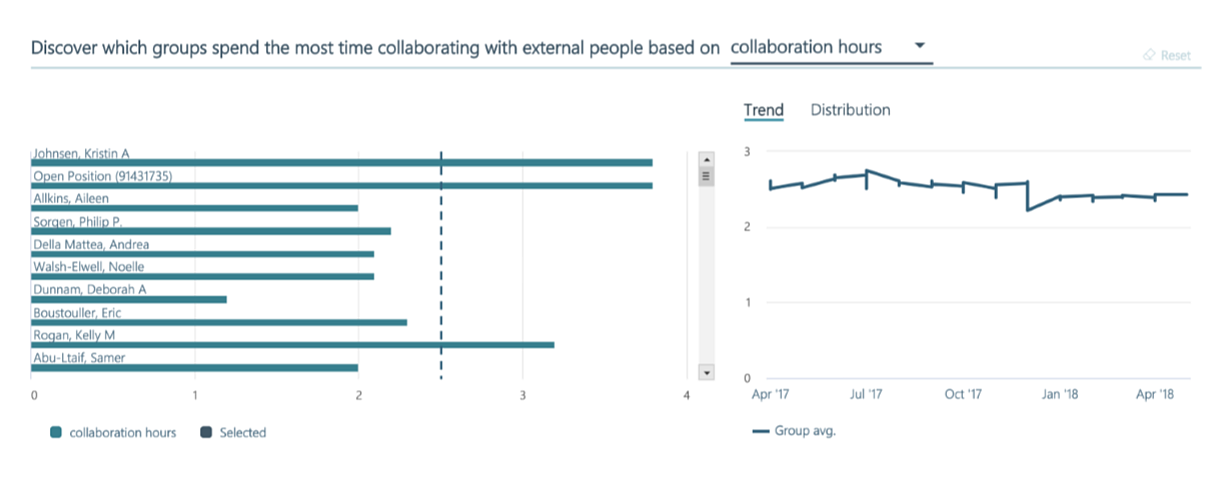 Discover which groups spend the most time collaborating with external people based on collaboration hours
Reset
Trend Distribution
Johnsen, Kristin A
Open Position (91431735)
Allkins, Aileen
Sorgen, Philip P.
Della Mattea, Andrea
Walsh-Elwell, Noelle
Dunnam, Deborah A
Boustouller, Eric
Rogan, Kelly M
Abu-Ltaif, Samer
0 1 2 3 4
collaboration hours Selected
3
2
1
0
Apr '17 Jul '17 Oct '17 Jan '18 Apr '18
Group avg.